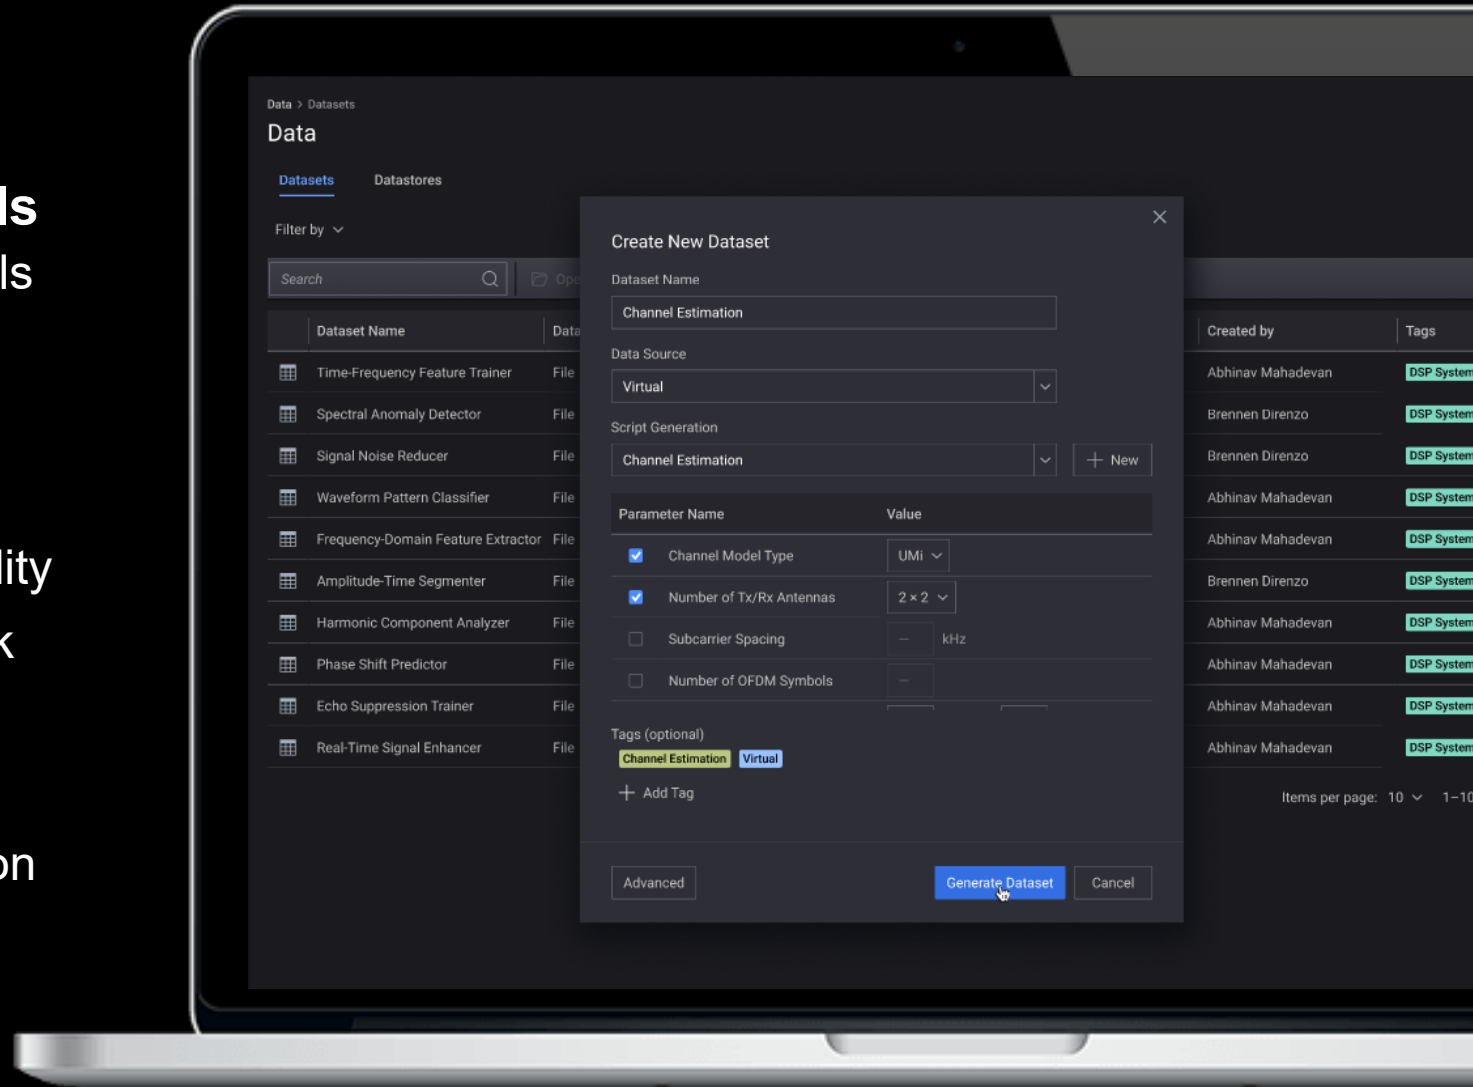 ls
ls
lity
k
on
Data > Datasets
Data
Datasets Datastores
Filter by
Search
Dataset Name
Created by Tags
Time-Frequency Feature Trainer File Abhinav Mahadevan DSP System
Spectral Anomaly Detector File Brennen Direnzo DSP System
Signal Noise Reducer File Brennen Direnzo DSP System
Waveform Pattern Classifier File Abhinav Mahadevan DSP System
Frequency-Domain Feature Extractor File Abhinav Mahadevan DSP System
Amplitude-Time Segmenter File Brennen Direnzo DSP System
Harmonic Component Analyzer File Abhinav Mahadevan DSP System
Phase Shift Predictor File Abhinav Mahadevan DSP System
Echo Suppression Trainer File Abhinav Mahadevan DSP System
Real-Time Signal Enhancer File Abhinav Mahadevan DSP System
Items per page: 10 1–10
Create New Dataset
Dataset Name
Channel Estimation
Data Source
Virtual
Script Generation
Channel Estimation + New
Parameter Name Value
Channel Model Type UMi
Number of Tx/Rx Antennas 2 × 2
Subcarrier Spacing – kHz
Number of OFDM Symbols –
Tags (optional)
Channel Estimation Virtual
+ Add Tag
Advanced Generate Dataset Cancel